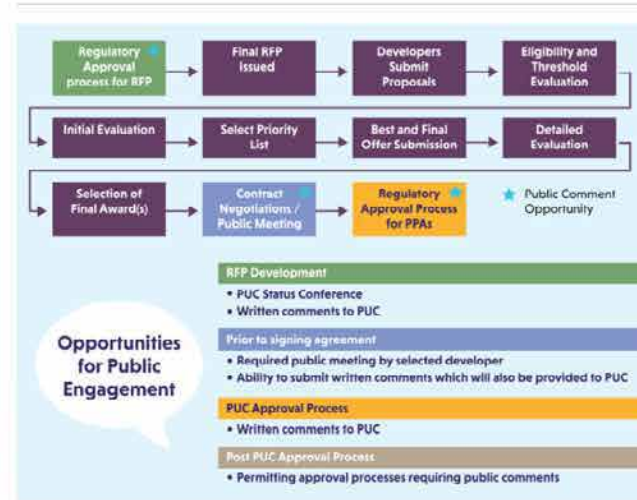 Regulatory
Approval
process for RFP
Final RFP
issued
Developers
Submit
Proposals
Eligibility and
Threshold
Evaluation
Initial Evaluation
Select Priority
List
Best and Final
Offer Submission
Detailed
Evaluation
Selection of
Final Award(s)
Contract
Negotiations /
Public Meeting
Regulatory
Approval Process
for PPAs
Public Comment
Opportunity
Opportunities
for Public
Engagement
RFP Development
• PUC Status Conference
• Written comments to PUC
Prior to signing agreement
• Required public meeting by selected developer
• Ability to submit written comments which will also be provided to PUC
PUC Approval Process
• Written comments to PUC
Post PUC Approval Process
• Permitting approval processes requiring public comments